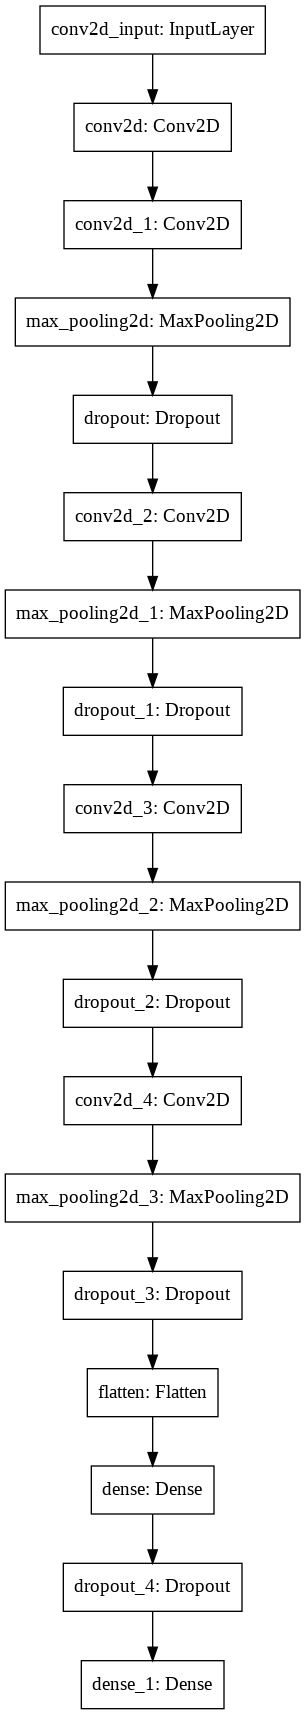 conv2d_input: InputLayer
conv2d: Conv2D
conv2d_1: Conv2D
max_pooling2d: MaxPooling2D
dropout: Dropout
conv2d_2: Conv2D
max_pooling2d_1: MaxPooling2D
dropout_1: Dropout
conv2d_3: Conv2D
max_pooling2d_2: MaxPooling2D
dropout_2: Dropout
conv2d_4: Conv2D
max_pooling2d_3: MaxPooling2D
dropout_3: Dropout
flatten: Flatten
dense: Dense
dropout_4: Dropout
dense_1: Dense